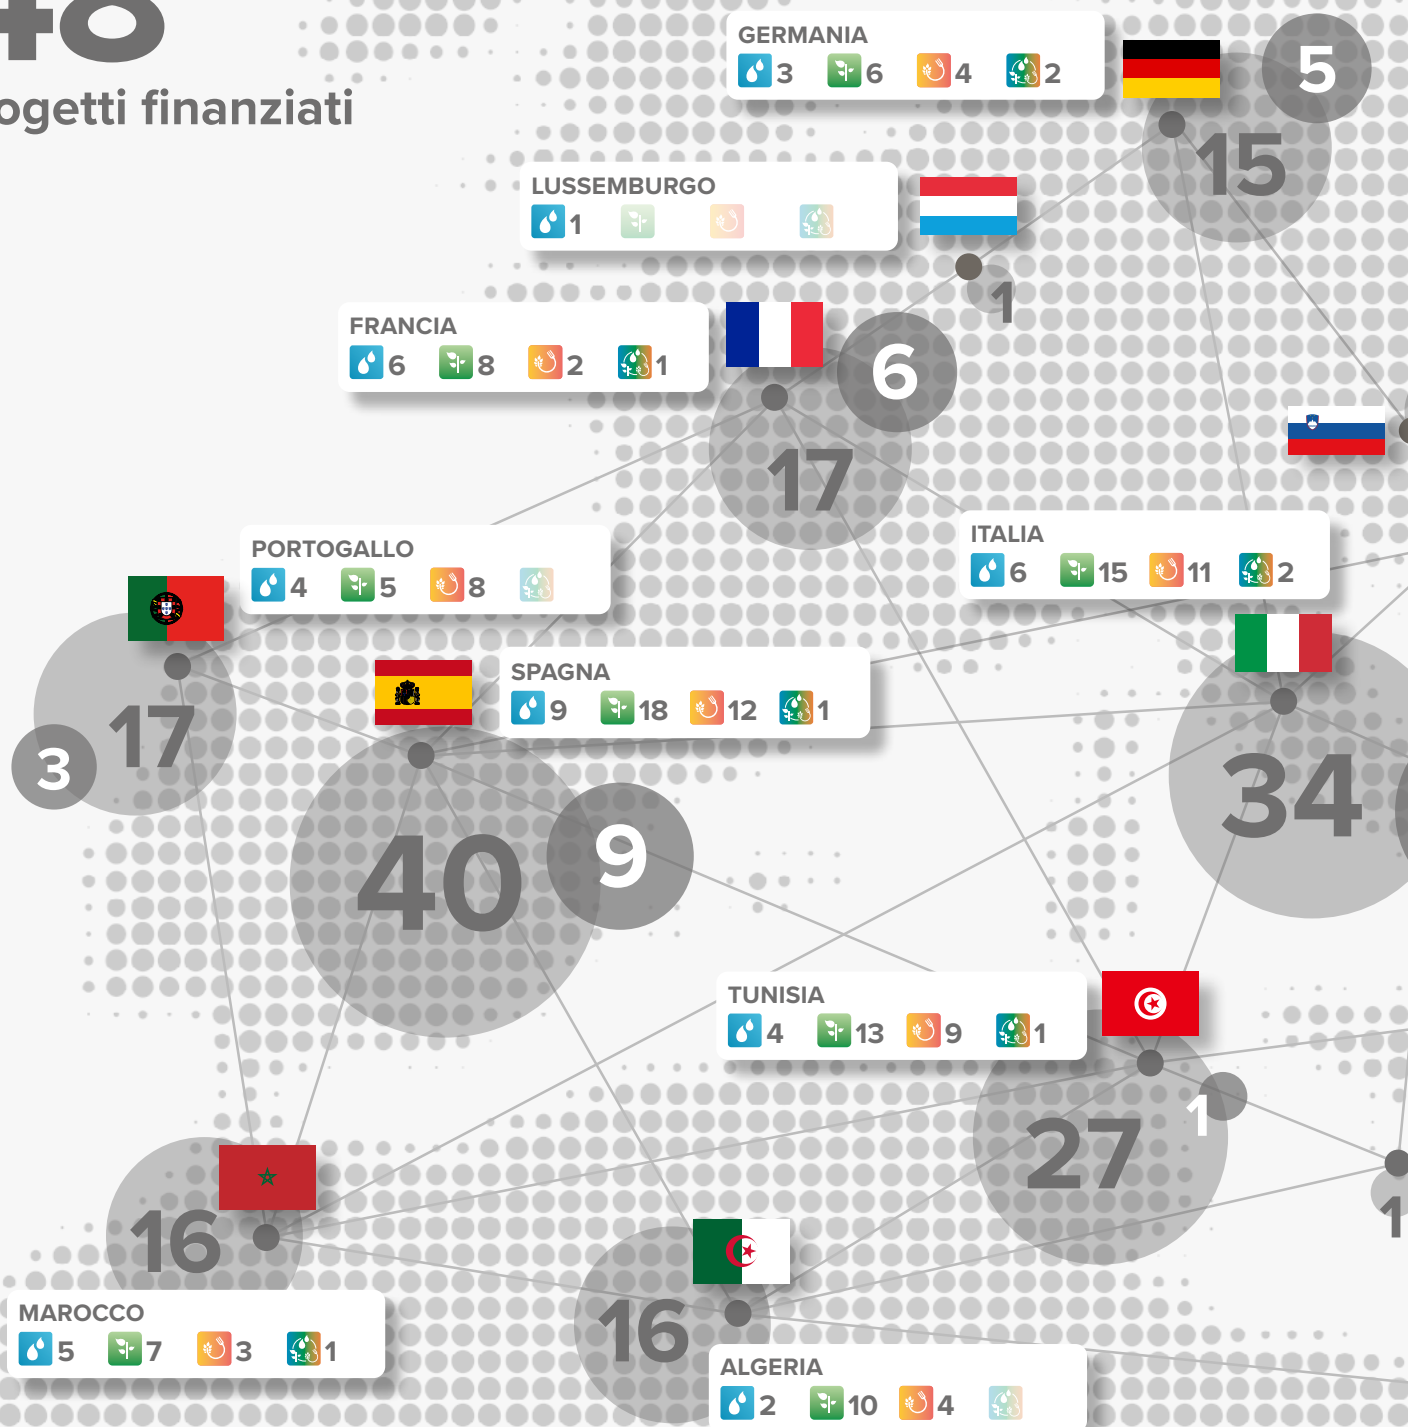 48
ogetti finanziati
GERMANIA
3 6 4 2
5
15
LUSSEMBURGO
1
1
FRANCIA
6 8 2 1
6
17
ITALIA
6 15 11 2
34
PORTOGALLO
4 5 8
17
3
SPAGNA
9 18 12 1
40
9
TUNISIA
4 13 9 1
1
27
1
16
MAROCCO
5 7 3 1
16
ALGERIA
2 10 4